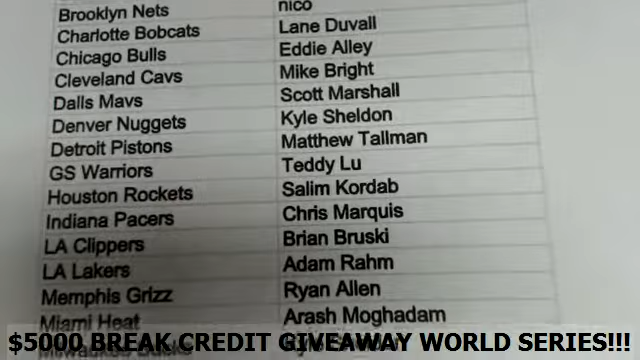 Brooklyn Nets nico
Charlotte Bobcats Lane Duvall
Chicago Bulls Eddie Alley
Cleveland Cavs Mike Bright
Dalls Mavs Scott Marshall
Denver Nuggets Kyle Sheldon
Detroit Pistons Matthew Tallman
GS Warriors Teddy Lu
Houston Rockets Salim Kordab
Indiana Pacers Chris Marquis
LA Clippers Brian Bruski
LA Lakers Adam Rahm
Memphis Grizz Ryan Allen
Miami Heat Arash Moghadam
$5000 BREAK CREDIT GIVEAWAY WORLD SERIES!!!